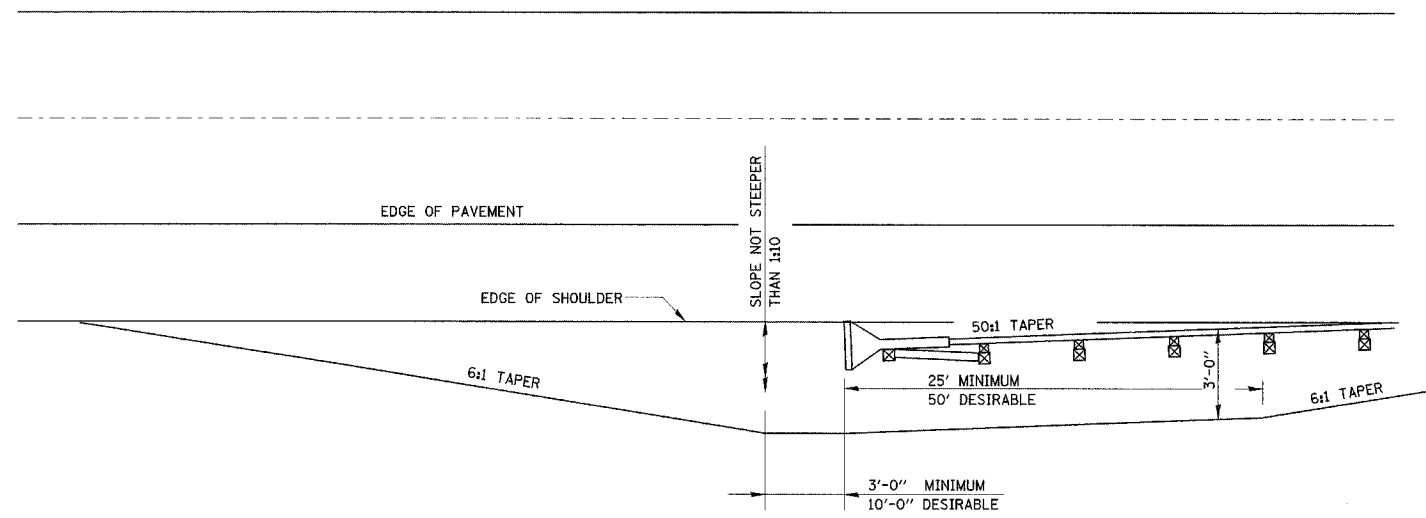 EDGE OF PAVEMENT
SLOPE NOT STEEPER
THAN 1:10
EDGE OF SHOULDER
50:1 TAPER
6:1 TAPER
25' MINIMUM
50' DESIRABLE
3'-0"
6:1 TAPER
3'-0" MINIMUM
10'-0" DESIRABLE